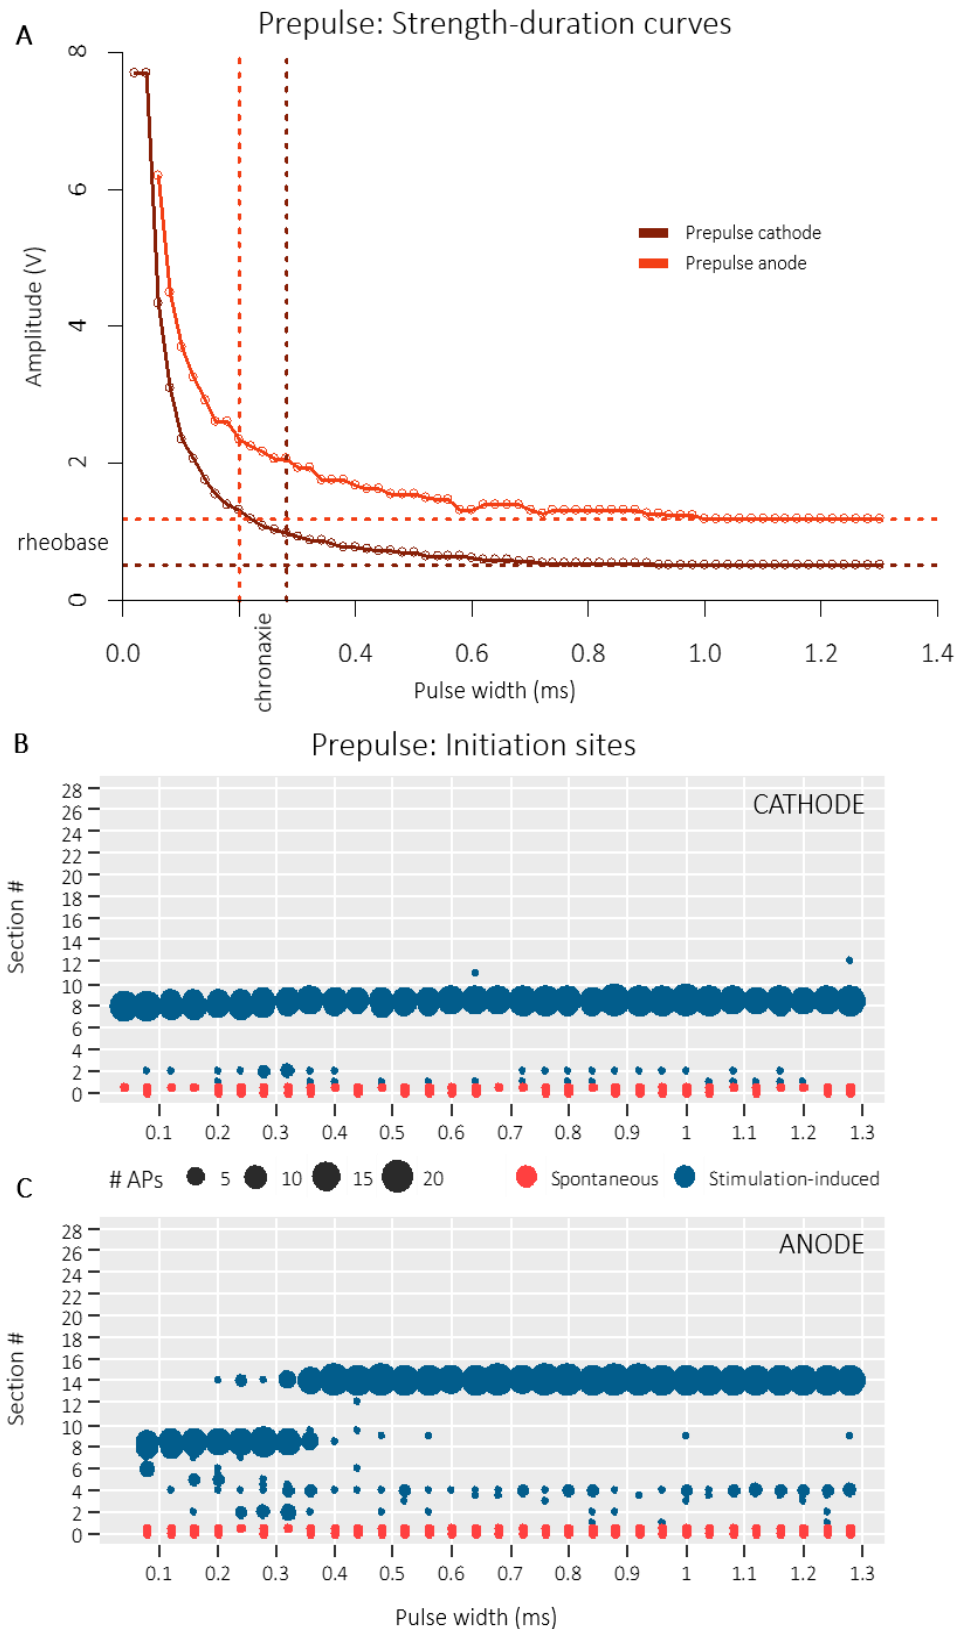 A
Prepulse: Strength-duration curves
8
6
4
2
0
Amplitude (V)
Prepulse cathode
Prepulse anode
rheobase
chronaxie
0.0 0.4 0.6 0.8 1.0 1.2 1.4
Pulse width (ms)
B
Prepulse: Initiation sites
CATHODE
28
26
24
22
20
18
16
14
12
10
8
6
4
2
0
Section #
0.1 0.2 0.3 0.4 0.5 0.6 0.7 0.8 0.9 1 1.1 1.2 1.3
# APs 5 10 15 20 Spontaneous Stimulation-induced
C
ANODE
28
26
24
22
20
18
16
14
12
10
8
6
4
2
0
Section #
0.1 0.2 0.3 0.4 0.5 0.6 0.7 0.8 0.9 1 1.1 1.2 1.3
Pulse width (ms)